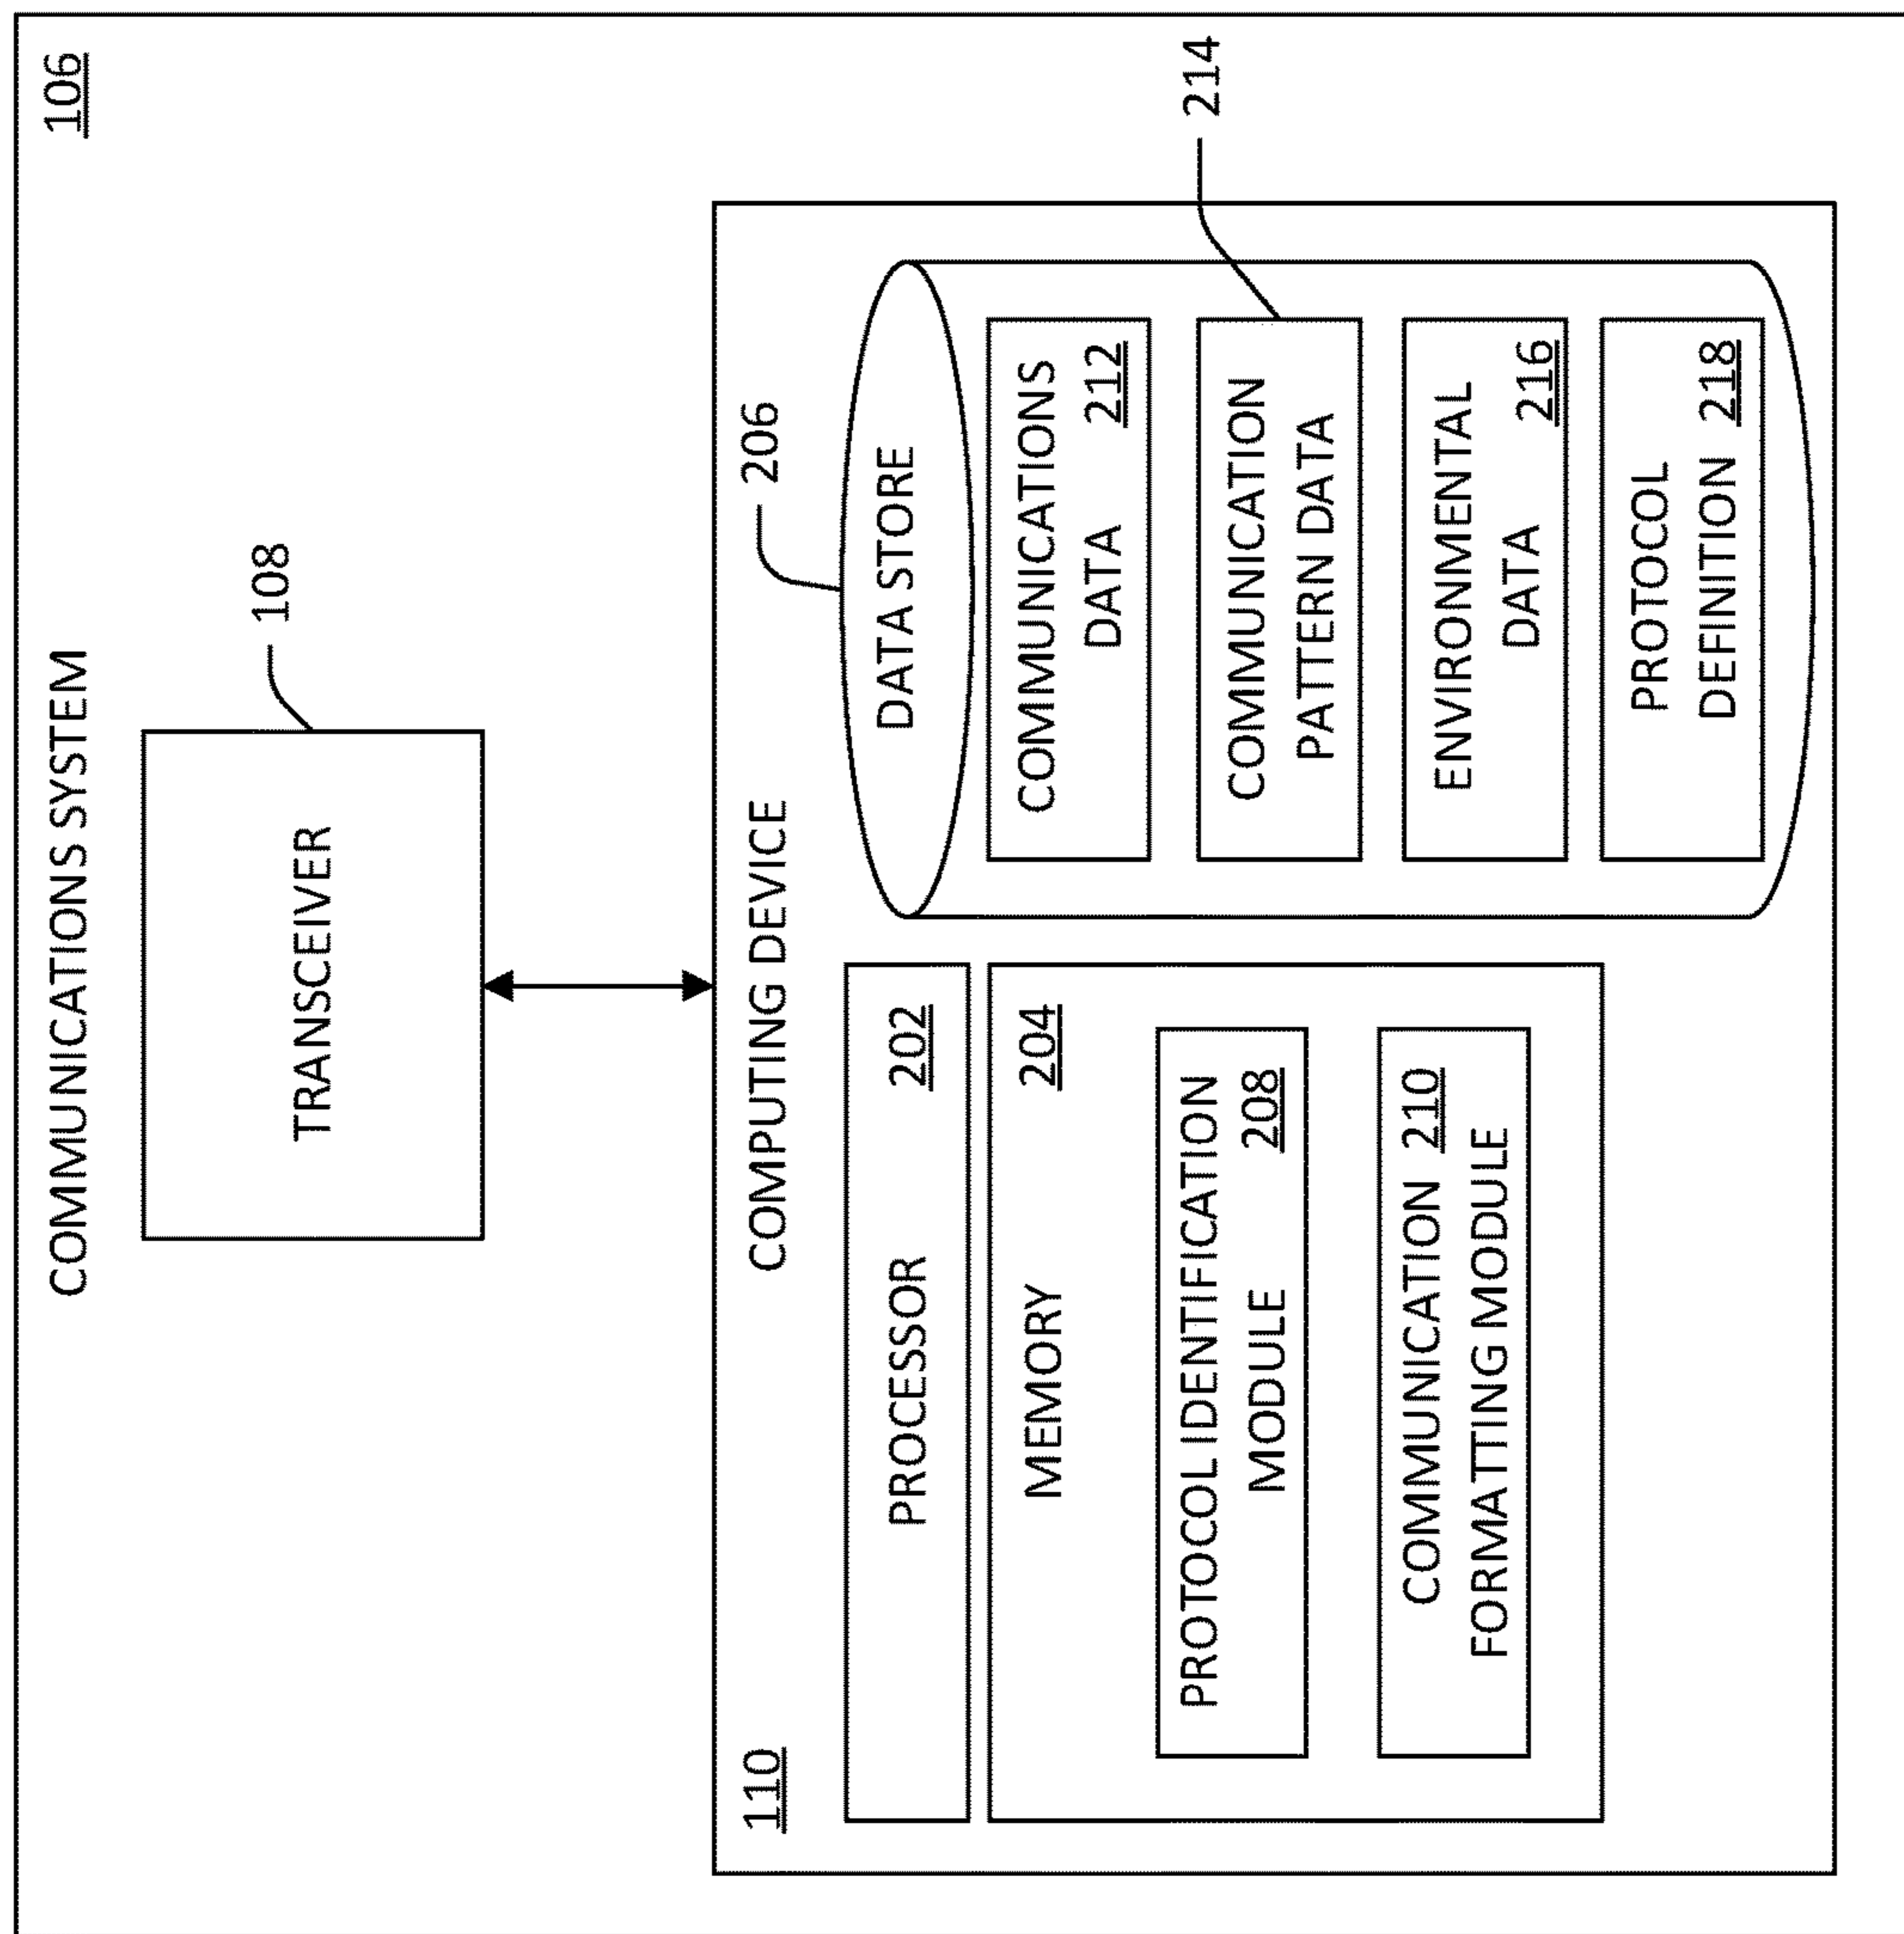 COMMUNICATIONS SYSTEM
106
TRANSCEIVER
108
110
COMPUTING DEVICE
206
PROCESSOR
202
MEMORY
204
PROTOCOL IDENTIFICATION
MODULE 208
COMMUNICATION 210
FORMATTING MODULE
DATA STORE
COMMUNICATIONS
DATA 212
COMMUNICATION
PATTERN DATA
214
ENVIRONMENTAL
DATA 216
PROTOCOL
DEFINITION 218